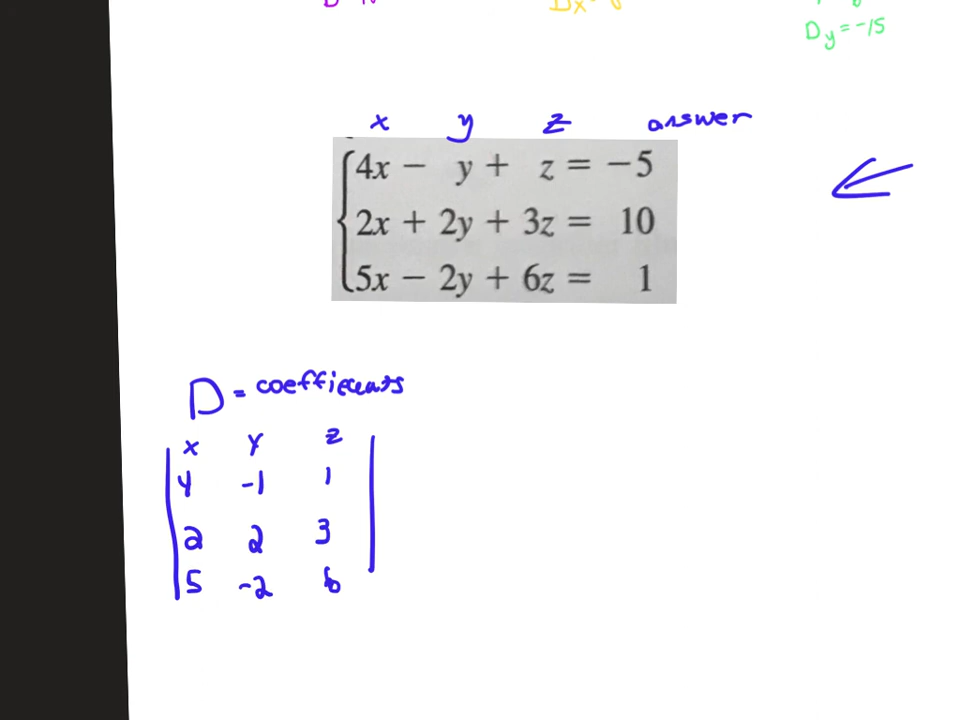 Dy = -15
x y z answer
4x - y + z = -5
2x + 2y + 3z = 10
5x - 2y + 6z = 1
D = coefficients
x y z
4 -1 1
2 2 3
5 -2 6